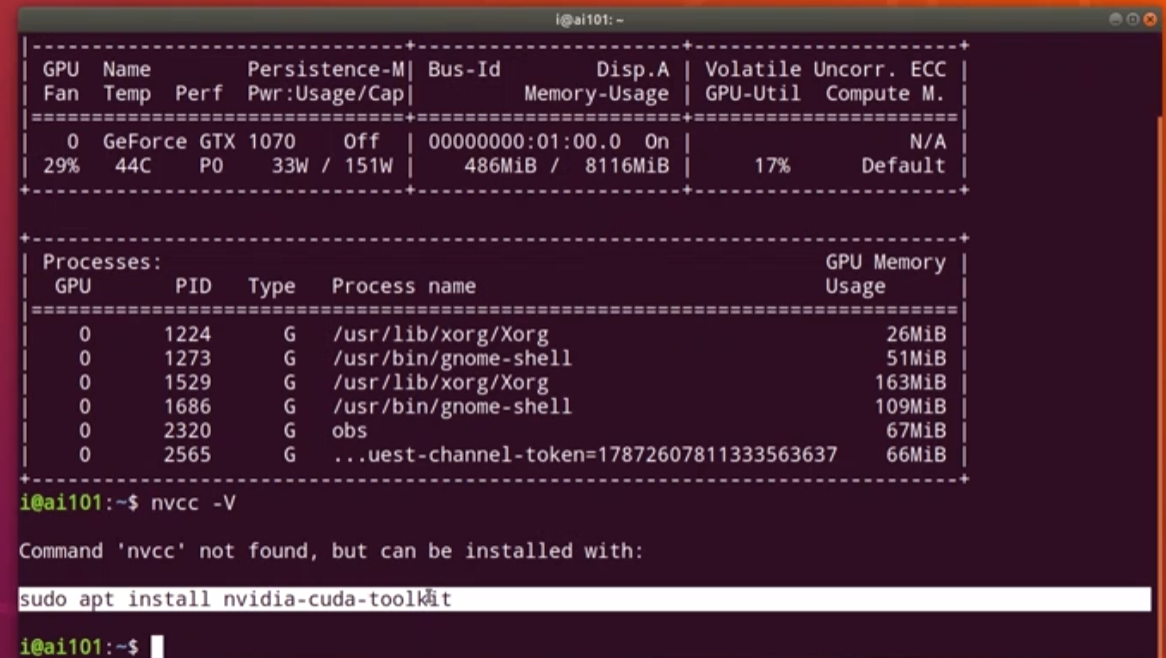 i@ai101: ~
|-------------------------------+----------------------+----------------------+
| GPU  Name        Persistence-M| Bus-Id        Disp.A | Volatile Uncorr. ECC |
| Fan  Temp  Perf  Pwr:Usage/Cap|         Memory-Usage | GPU-Util  Compute M. |
|===============================+======================+======================|
|   0  GeForce GTX 1070    Off  | 00000000:01:00.0  On |                  N/A |
| 29%   44C    P0    33W / 151W |    486MiB /  8116MiB |     17%      Default |
+-------------------------------+----------------------+----------------------+
+-----------------------------------------------------------------------------+
| Processes:                                                       GPU Memory |
|  GPU       PID   Type   Process name                             Usage      |
|=============================================================================|
|    0      1224      G   /usr/lib/xorg/Xorg                            26MiB |
|    0      1273      G   /usr/bin/gnome-shell                          51MiB |
|    0      1529      G   /usr/lib/xorg/Xorg                           163MiB |
|    0      1686      G   /usr/bin/gnome-shell                         109MiB |
|    0      2320      G   obs                                           67MiB |
|    0      2565      G   ...uest-channel-token=17872607811333563637    66MiB |
+-----------------------------------------------------------------------------+
i@ai101:~$ nvcc -V
Command 'nvcc' not found, but can be installed with:
sudo apt install nvidia-cuda-toolkit
i@ai101:~$